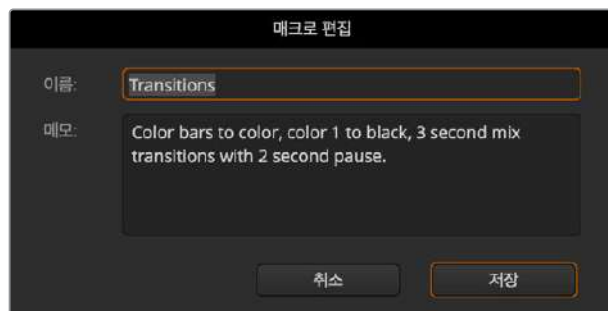 매크로 편집
이름: Transitions
메모: Color bars to color, color 1 to black, 3 second mix
transitions with 2 second pause.
취소 저장